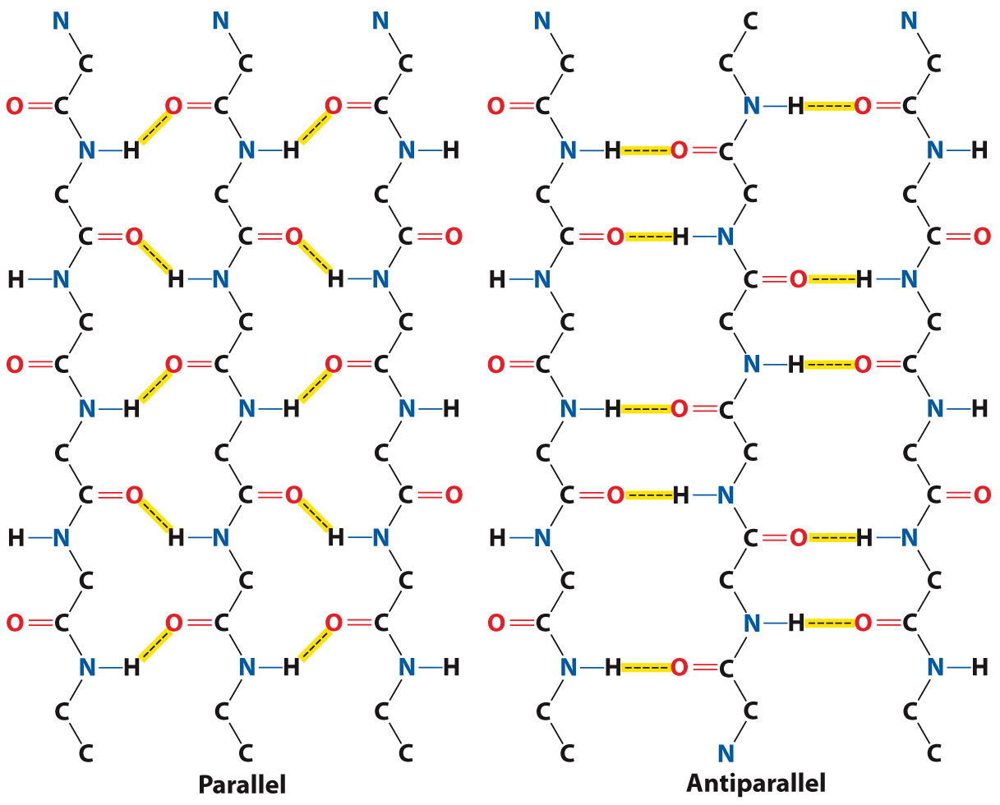 N N N N C N
C C C C C C
O=C O=C O=C O=C N–H O=C
N–H N–H N–H N–H O=C N–H
C C C C C C
C=O C=O C=O C=O H–N C=O
H–N H–N H–N H–N C=O H–N
C C C C C C
O=C O=C O=C O=C N–H O=C
N–H N–H N–H N–H O=C N–H
C C C C C C
C=O C=O C=O C=O H–N C=O
H–N H–N H–N H–N C=O H–N
C C C C C C
O=C O=C O=C O=C N–H O=C
N–H N–H N–H N–H O=C N–H
C C C C C C
C C C C N C
Parallel Antiparallel